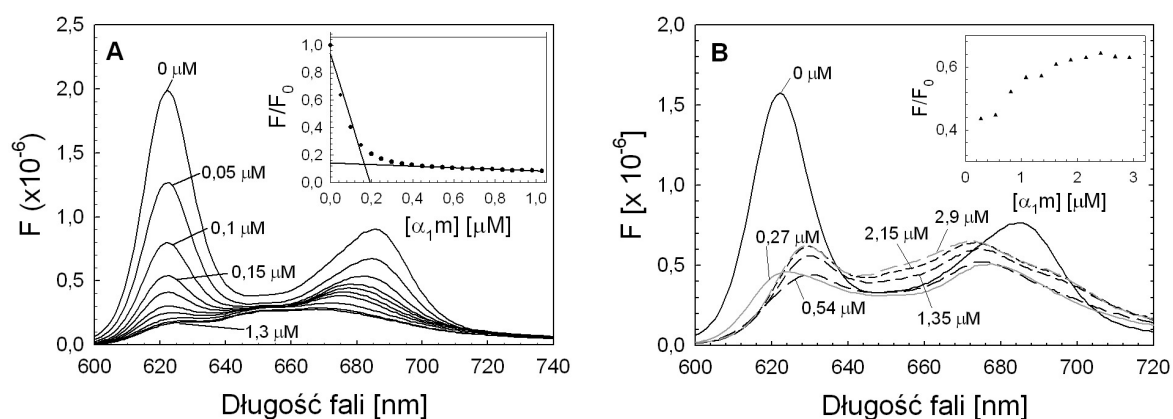 A
B
2,5
2,0
1,5
1,0
0,5
0,0
F (x10⁻⁶)
600 620 640 660 680 700 720 740
Długość fali [nm]
0 μM
0,05 μM
0,1 μM
0,15 μM
1,3 μM
1,0
0,8
0,6
0,4
0,2
0,0
F/F₀
0,0 0,2 0,4 0,6 0,8 1,0
[α₁m] [μM]
2,0
1,5
1,0
0,5
0,0
F [x 10⁻⁶]
600 620 640 660 680 700 720
Długość fali [nm]
0 μM
0,27 μM
2,15 μM
2,9 μM
0,54 μM
1,35 μM
0,6
0,4
F/F₀
0 1 2 3
[α₁m] [μM]